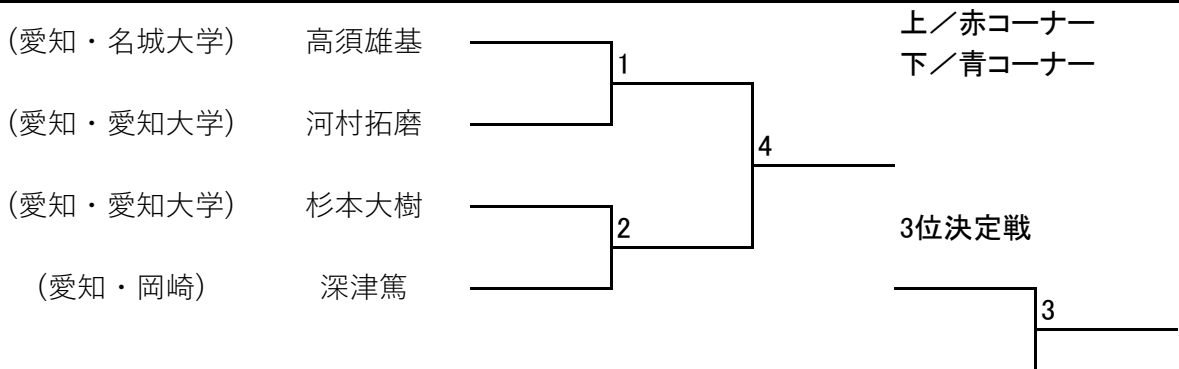 (愛知・名城大学) 高須雄基
上／赤コーナー
下／青コーナー
1
(愛知・愛知大学) 河村拓磨
4
(愛知・愛知大学) 杉本大樹
2
3位決定戦
(愛知・岡崎) 深津篤
3